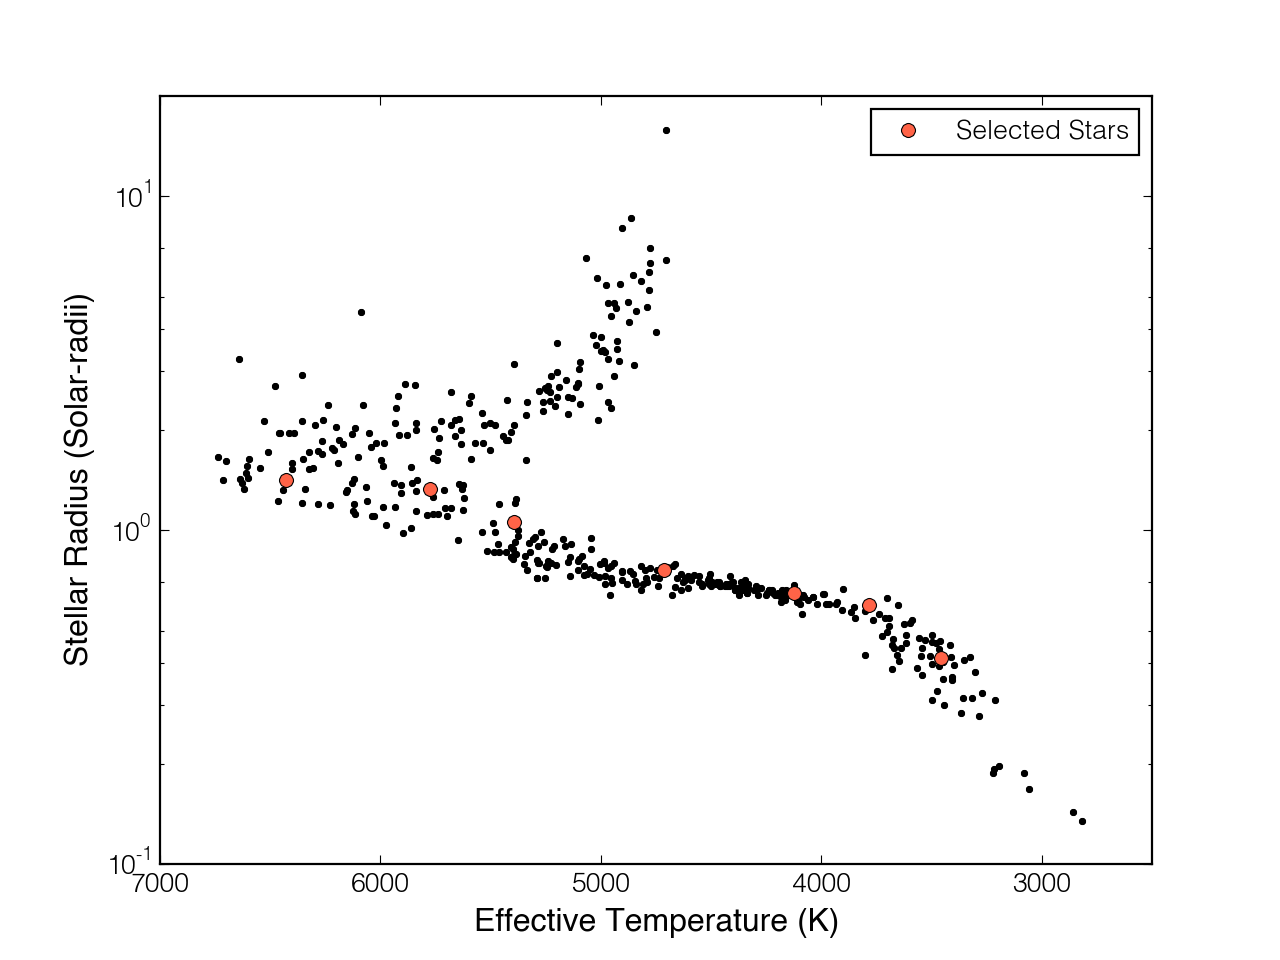 Selected Stars
10^1
10^0
10^-1
Stellar Radius (Solar-radii)
7000 6000 5000 4000 3000
Effective Temperature (K)